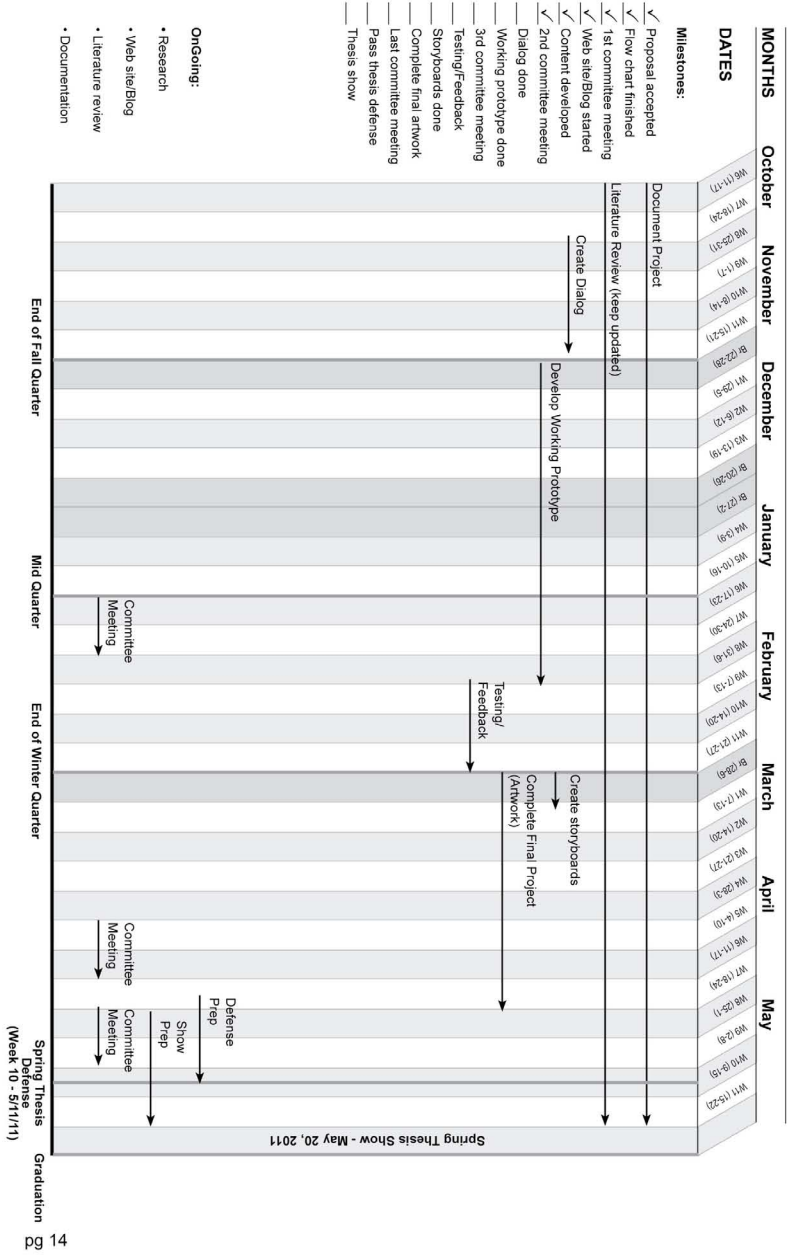 MONTHS
October
November
December
January
February
March
April
May
DATES
W6 (11-17)
W7 (18-24)
W8 (25-31)
W9 (1-7)
W10 (8-14)
W11 (15-21)
Br (22-28)
W1 (29-5)
W2 (6-12)
W3 (13-19)
Br (20-26)
Br (27-2)
W4 (3-9)
W5 (10-16)
W6 (17-23)
W7 (24-30)
W8 (31-6)
W9 (7-13)
W10 (14-20)
W11 (21-27)
Br (28-6)
W1 (7-13)
W2 (14-20)
W3 (21-27)
W4 (28-3)
W5 (4-10)
W6 (11-17)
W7 (18-24)
W8 (25-1)
W9 (2-8)
W10 (9-15)
W11 (15-22)
Milestones:
✓ Proposal accepted
✓ Flow chart finished
✓ 1st committee meeting
✓ Web site/Blog started
✓ Content developed
✓ 2nd committee meeting
Dialog done
Working prototype done
3rd committee meeting
Testing/Feedback
Storyboards done
Complete final artwork
Last committee meeting
Pass thesis defense
Thesis show
OnGoing:
• Research
• Web site/Blog
• Literature review
• Documentation
Document Project
Literature Review (keep updated)
Create Dialog
Develop Working Prototype
Testing/
Feedback
Create storyboards
Complete Final Project
(Artwork)
Defense
Prep
Show
Prep
Committee
Meeting
Committee
Meeting
Committee
Meeting
Spring Thesis Show - May 20, 2011
End of Fall Quarter
Mid Quarter
End of Winter Quarter
Spring Thesis
Defense
(Week 10 - 5/11/11)
Graduation
pg 14